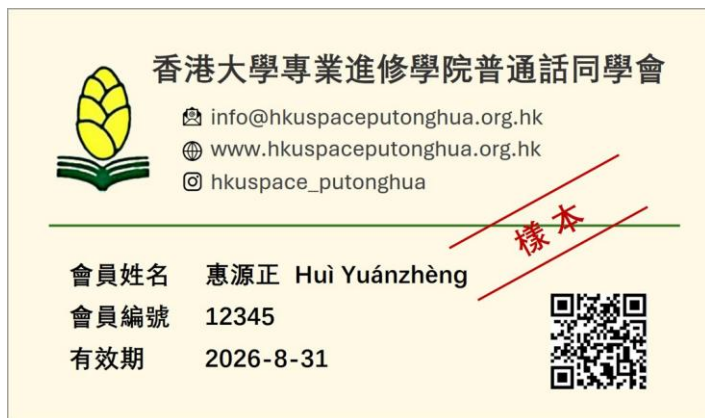 香港大學專業進修學院普通話同學會
info@hkuspaceputonghua.org.hk
www.hkuspaceputonghua.org.hk
hkuspace_putonghua
樣本
會員姓名 惠源正 Huì Yuánzhèng
會員編號 12345
有效期 2026-8-31